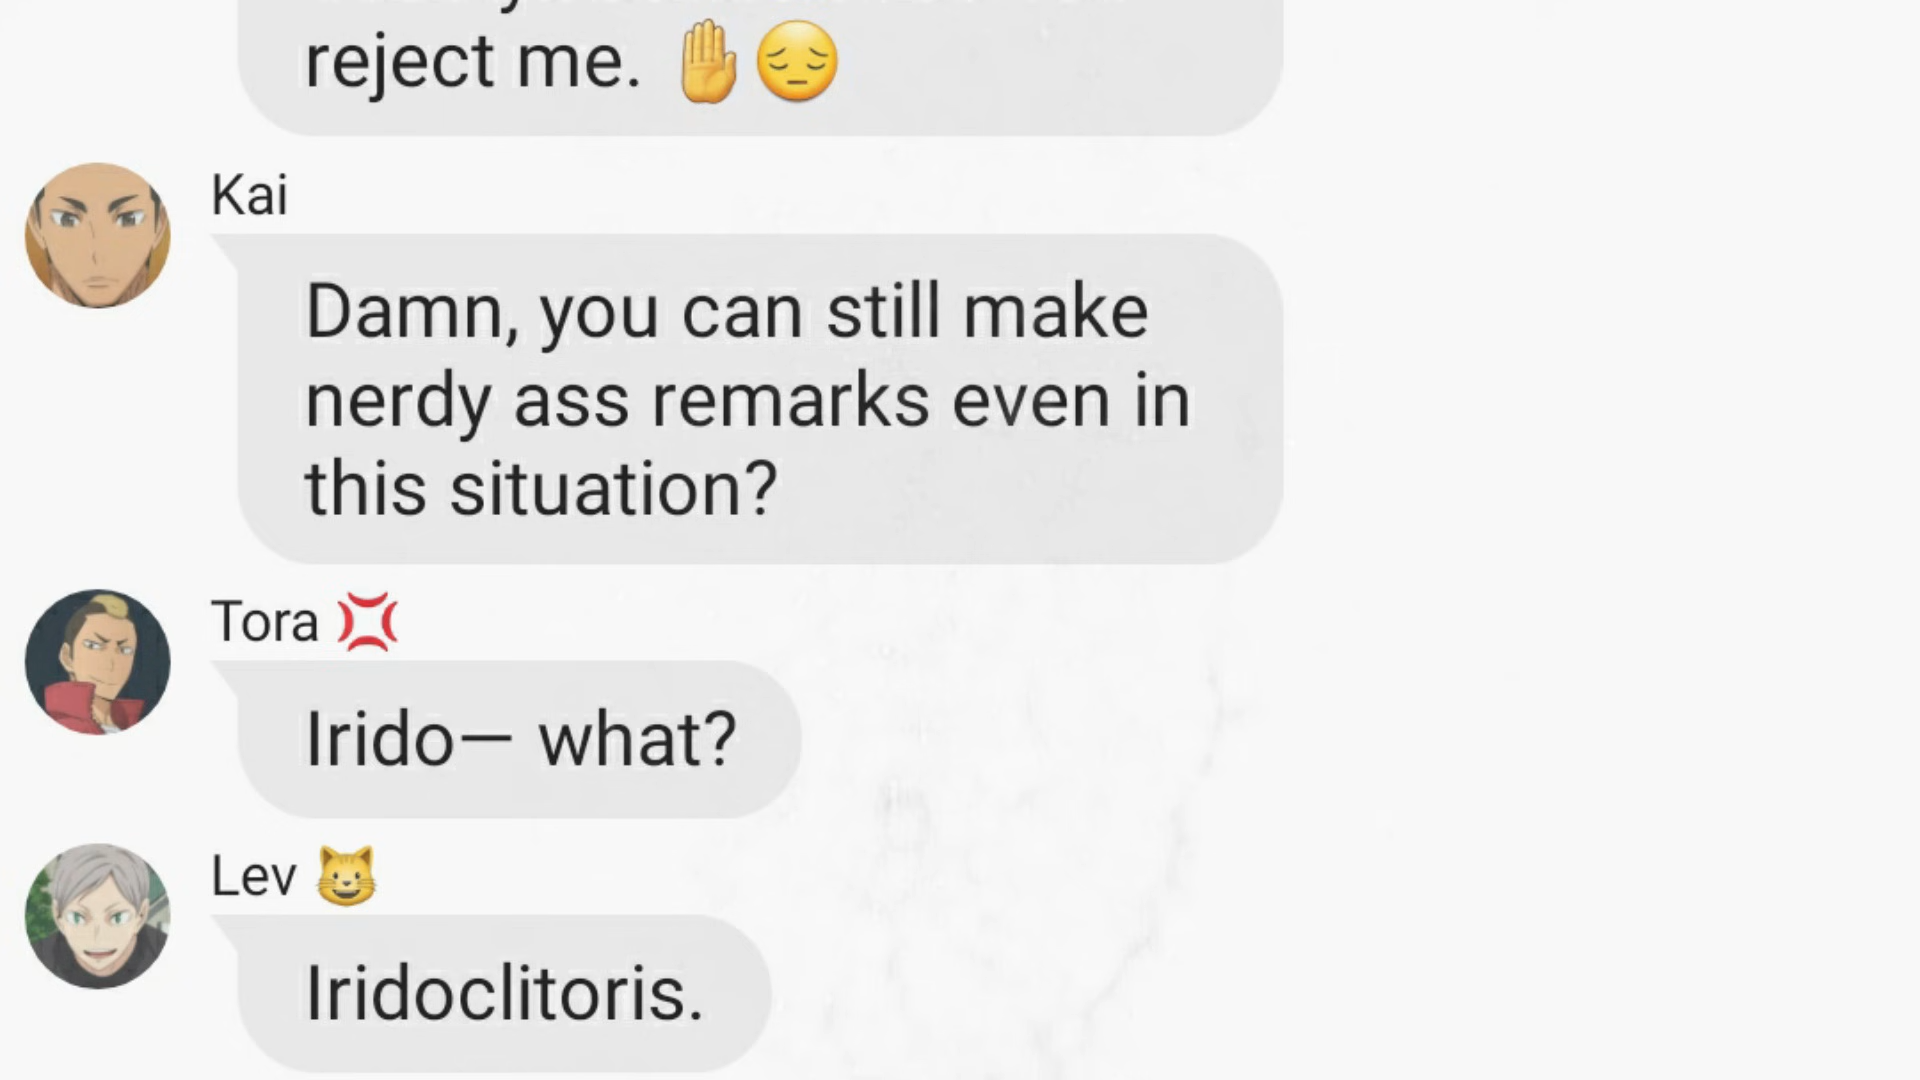 reject me. 🤚😔
Kai
Damn, you can still make
nerdy ass remarks even in
this situation?
Tora 💢
Irido— what?
Lev 😺
Iridoclitoris.